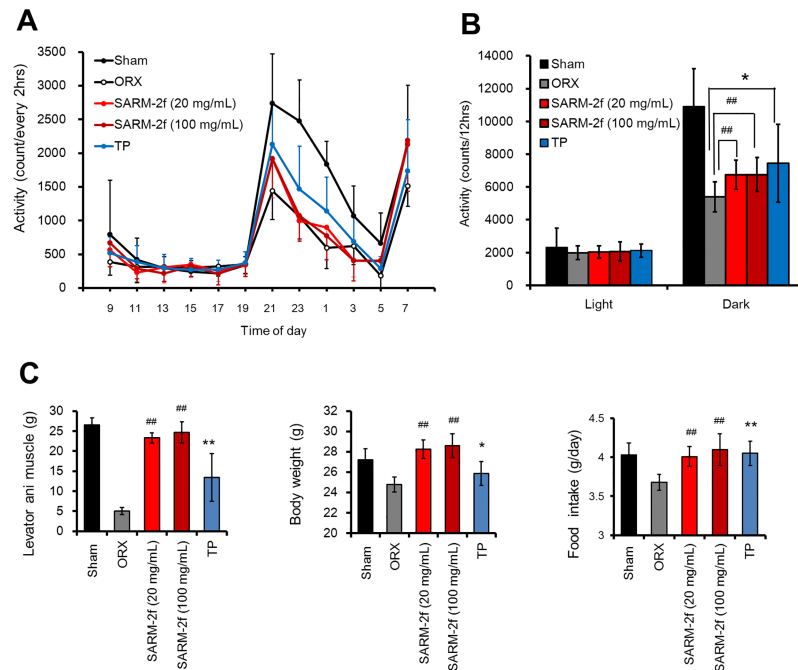 A
Activity (count/every 2hrs)
3500
3000
2500
2000
1500
1000
500
0
Sham
ORX
SARM-2f (20 mg/mL)
SARM-2f (100 mg/mL)
TP
9 11 13 15 17 19 21 23 1 3 5 7
Time of day
B
Activity (counts/12hrs)
14000
12000
10000
8000
6000
4000
2000
0
Sham
ORX
SARM-2f (20 mg/mL)
SARM-2f (100 mg/mL)
TP
*
##
##
Light Dark
C
Levator ani muscle (g)
30
25
20
15
10
5
0
##
##
**
Sham
ORX
SARM-2f (20 mg/mL)
SARM-2f (100 mg/mL)
TP
Body weight (g)
32
30
28
26
24
22
20
##
##
*
Sham
ORX
SARM-2f (20 mg/mL)
SARM-2f (100 mg/mL)
TP
Food intake (g/day)
4.5
4
3.5
3
##
##
**
Sham
ORX
SARM-2f (20 mg/mL)
SARM-2f (100 mg/mL)
TP